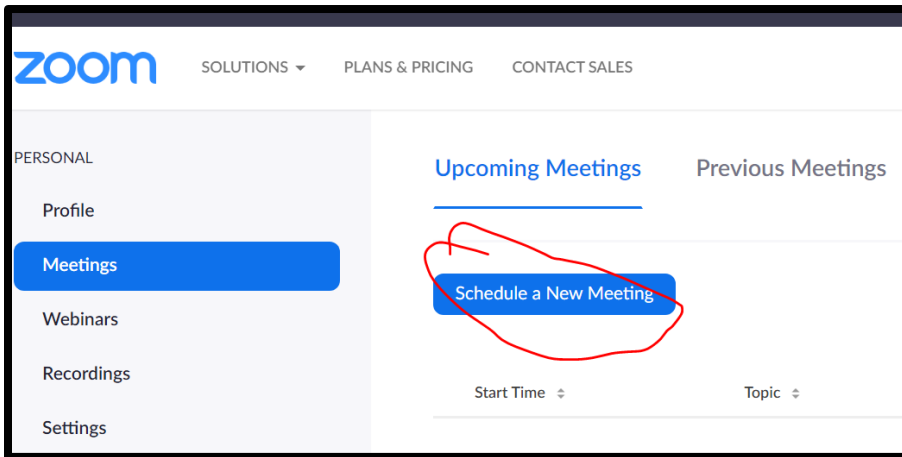 zoom SOLUTIONS PLANS & PRICING CONTACT SALES
PERSONAL
Profile
Meetings
Webinars
Recordings
Settings
Upcoming Meetings Previous Meetings
Schedule a New Meeting
Start Time Topic